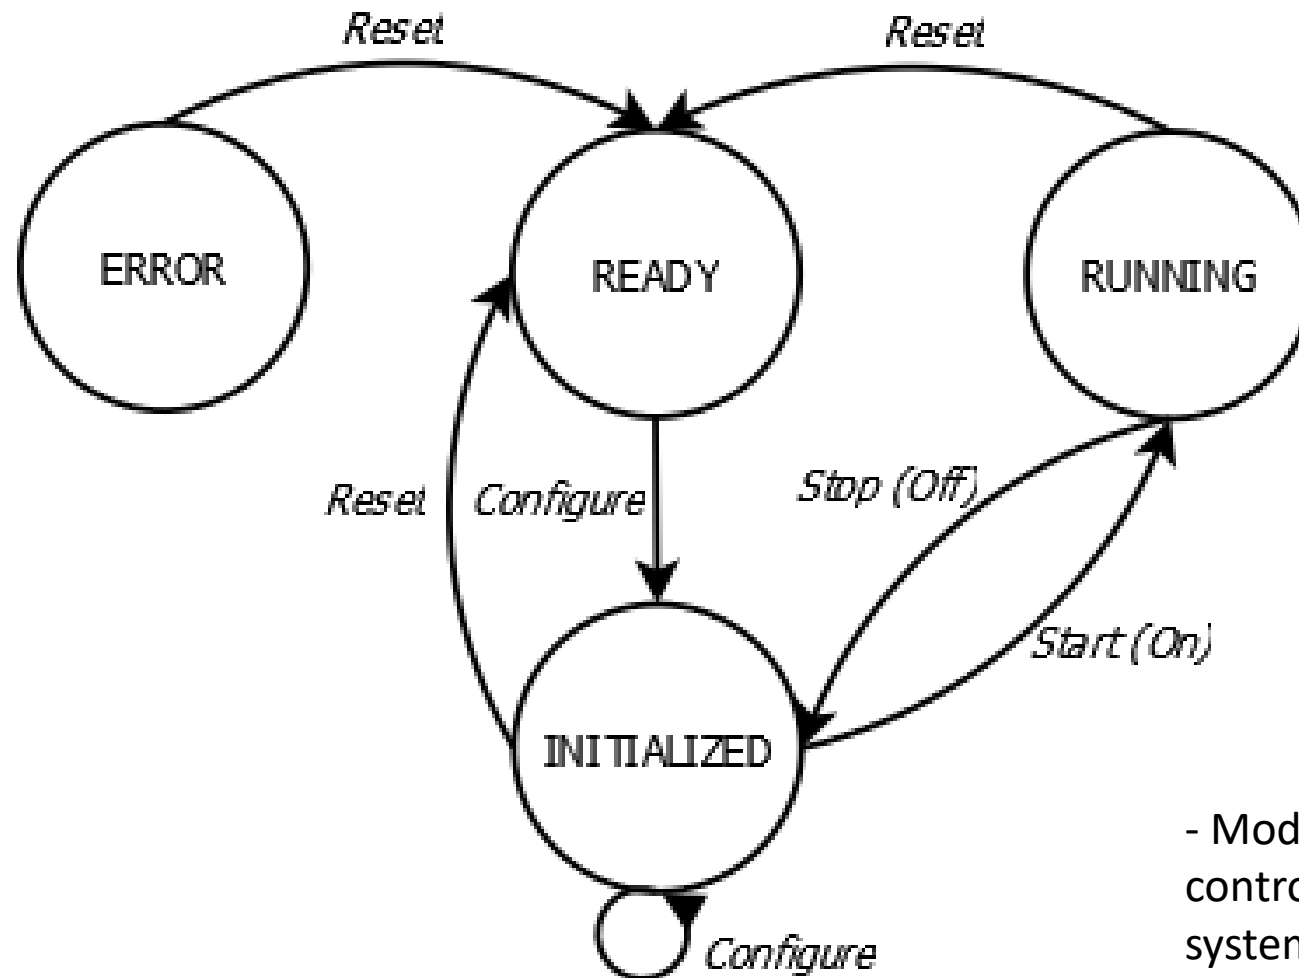 Reset
Reset
ERROR
READY
RUNNING
Reset
Configure
Stop (Off)
Start (On)
INITIALIZED
- Mod
contro
system
Configure